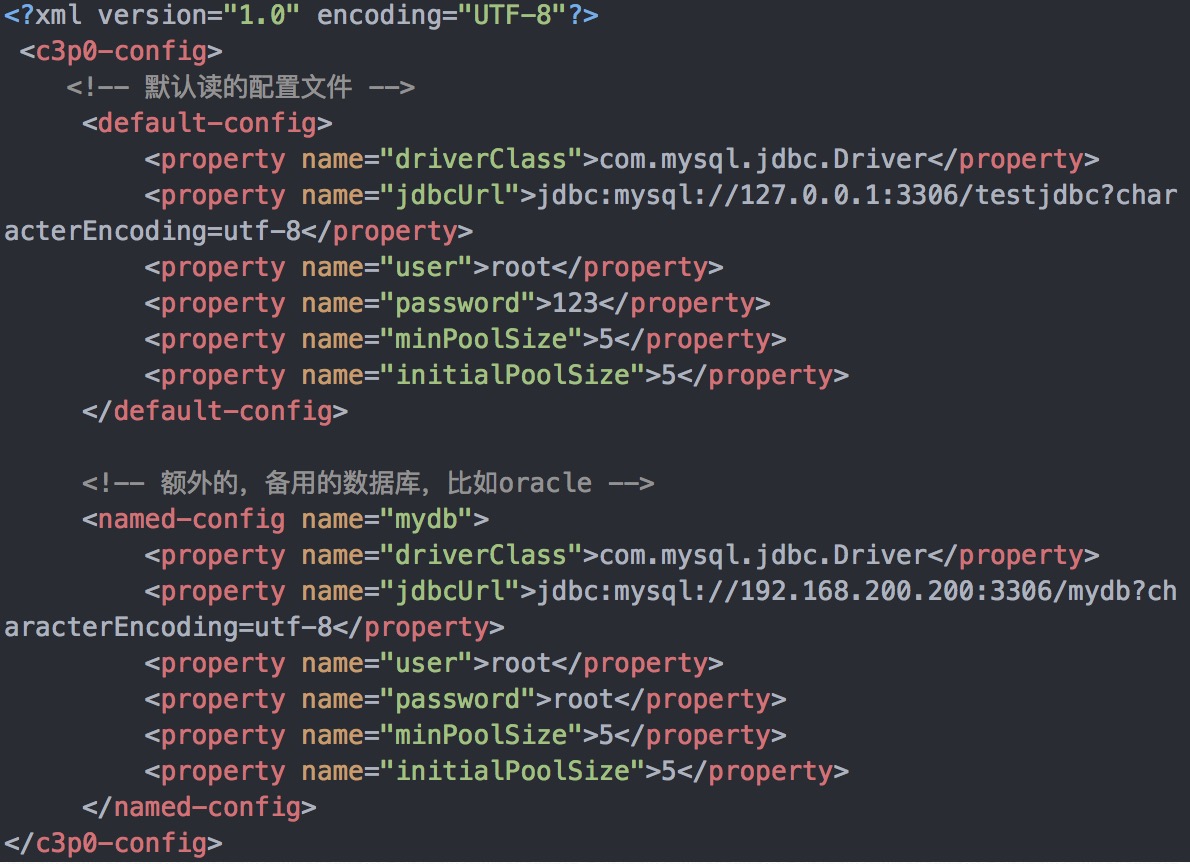 <?xml version="1.0" encoding="UTF-8"?>
<c3p0-config>
<!-- 默认读的配置文件 -->
<default-config>
<property name="driverClass">com.mysql.jdbc.Driver</property>
<property name="jdbcUrl">jdbc:mysql://127.0.0.1:3306/testjdbc?char
acterEncoding=utf-8</property>
<property name="user">root</property>
<property name="password">123</property>
<property name="minPoolSize">5</property>
<property name="initialPoolSize">5</property>
</default-config>
<!-- 额外的，备用的数据库，比如oracle -->
<named-config name="mydb">
<property name="driverClass">com.mysql.jdbc.Driver</property>
<property name="jdbcUrl">jdbc:mysql://192.168.200.200:3306/mydb?ch
aracterEncoding=utf-8</property>
<property name="user">root</property>
<property name="password">root</property>
<property name="minPoolSize">5</property>
<property name="initialPoolSize">5</property>
</named-config>
</c3p0-config>